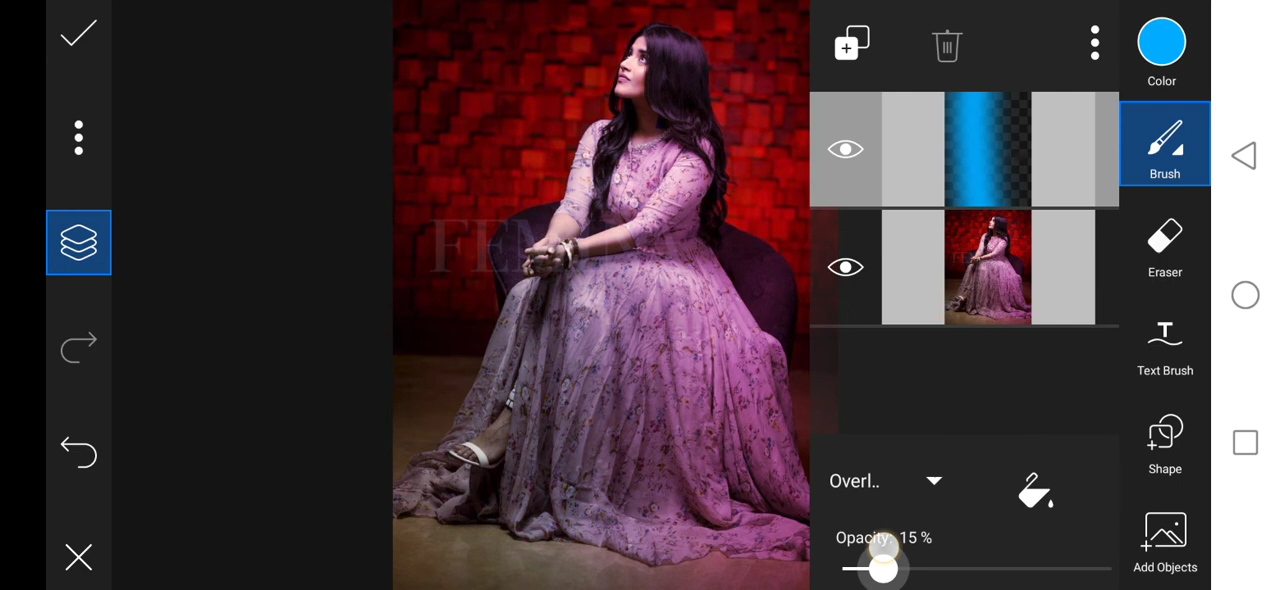 Color
Brush
Eraser
Text Brush
Shape
Add Objects
Overl..
Opacity: 15 %